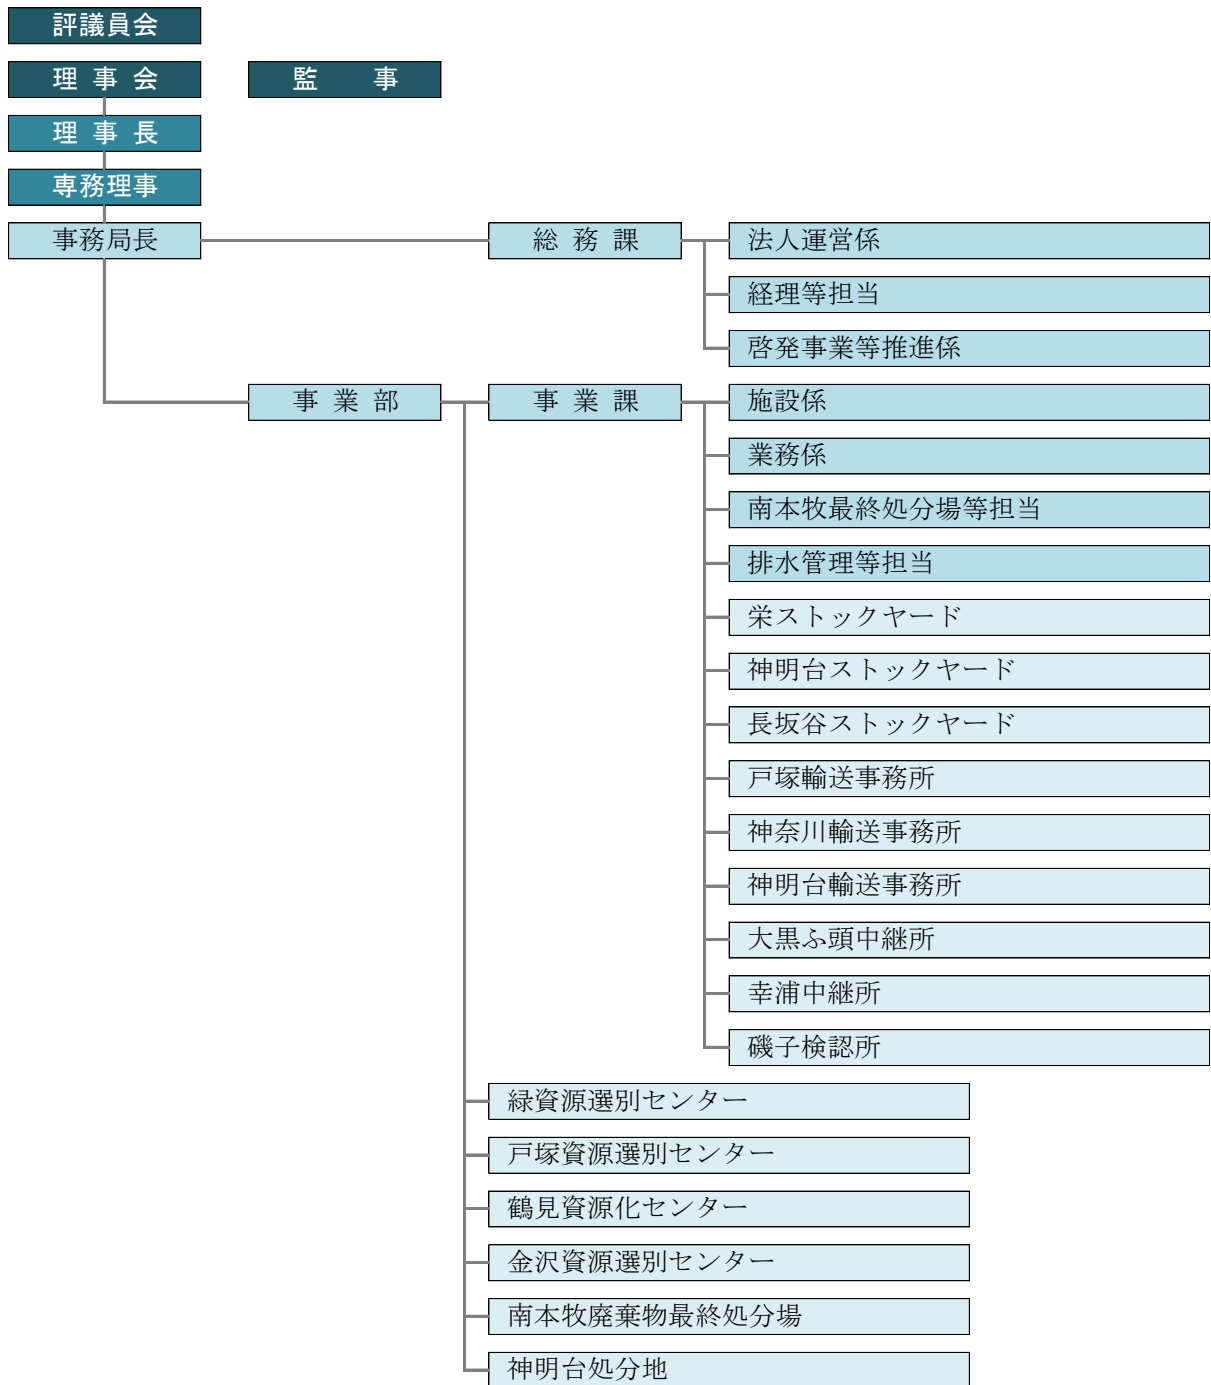 評議員会
理 事 会
監 事
理 事 長
専務理事
事務局長
総 務 課
法人運営係
経理等担当
啓発事業等推進係
事 業 部
事 業 課
施設係
業務係
南本牧最終処分場等担当
排水管理等担当
栄ストックヤード
神明台ストックヤード
長坂谷ストックヤード
戸塚輸送事務所
神奈川輸送事務所
神明台輸送事務所
大黒ふ頭中継所
幸浦中継所
磯子検認所
緑資源選別センター
戸塚資源選別センター
鶴見資源化センター
金沢資源選別センター
南本牧廃棄物最終処分場
神明台処分地